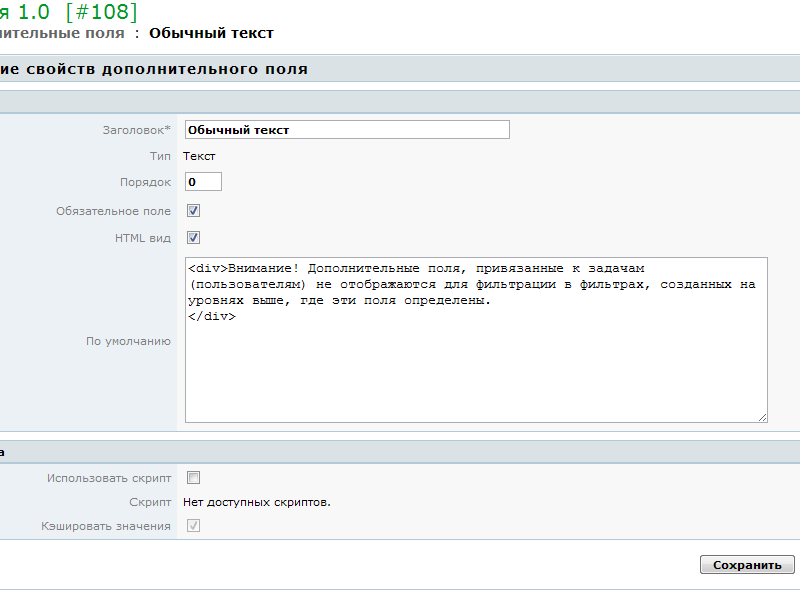 я 1.0 [#108]
ительные поля : Обычный текст
ие свойств дополнительного поля
Заголовок* Обычный текст
Тип Текст
Порядок 0
Обязательное поле
HTML вид
<div>Внимание! Дополнительные поля, привязанные к задачам
(пользователям) не отображаются для фильтрации в фильтрах, созданных на
уровнях выше, где эти поля определены.
</div>
По умолчанию
а
Использовать скрипт
Скрипт Нет доступных скриптов.
Кэшировать значения
Сохранить